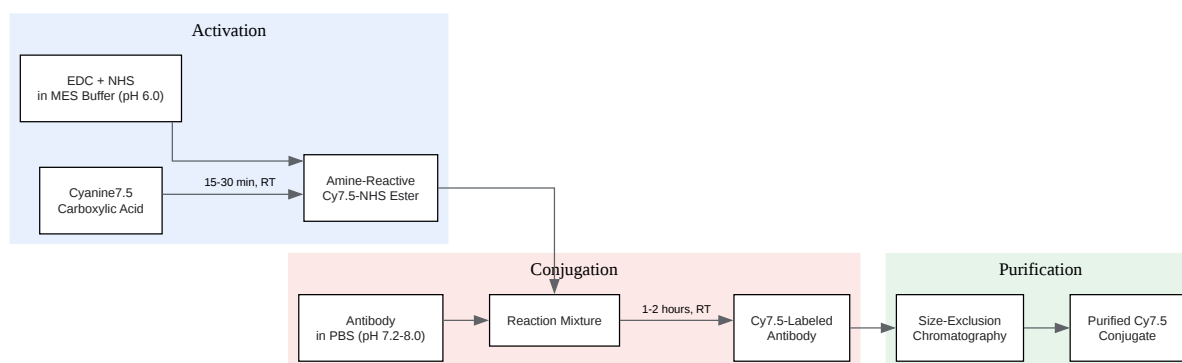 Activation
EDC + NHS
in MES Buffer (pH 6.0)
Cyanine7.5
Carboxylic Acid
15-30 min, RT
Amine-Reactive
Cy7.5-NHS Ester
Conjugation
Antibody
in PBS (pH 7.2-8.0)
Reaction Mixture
1-2 hours, RT
Cy7.5-Labeled
Antibody
Purification
Size-Exclusion
Chromatography
Purified Cy7.5
Conjugate